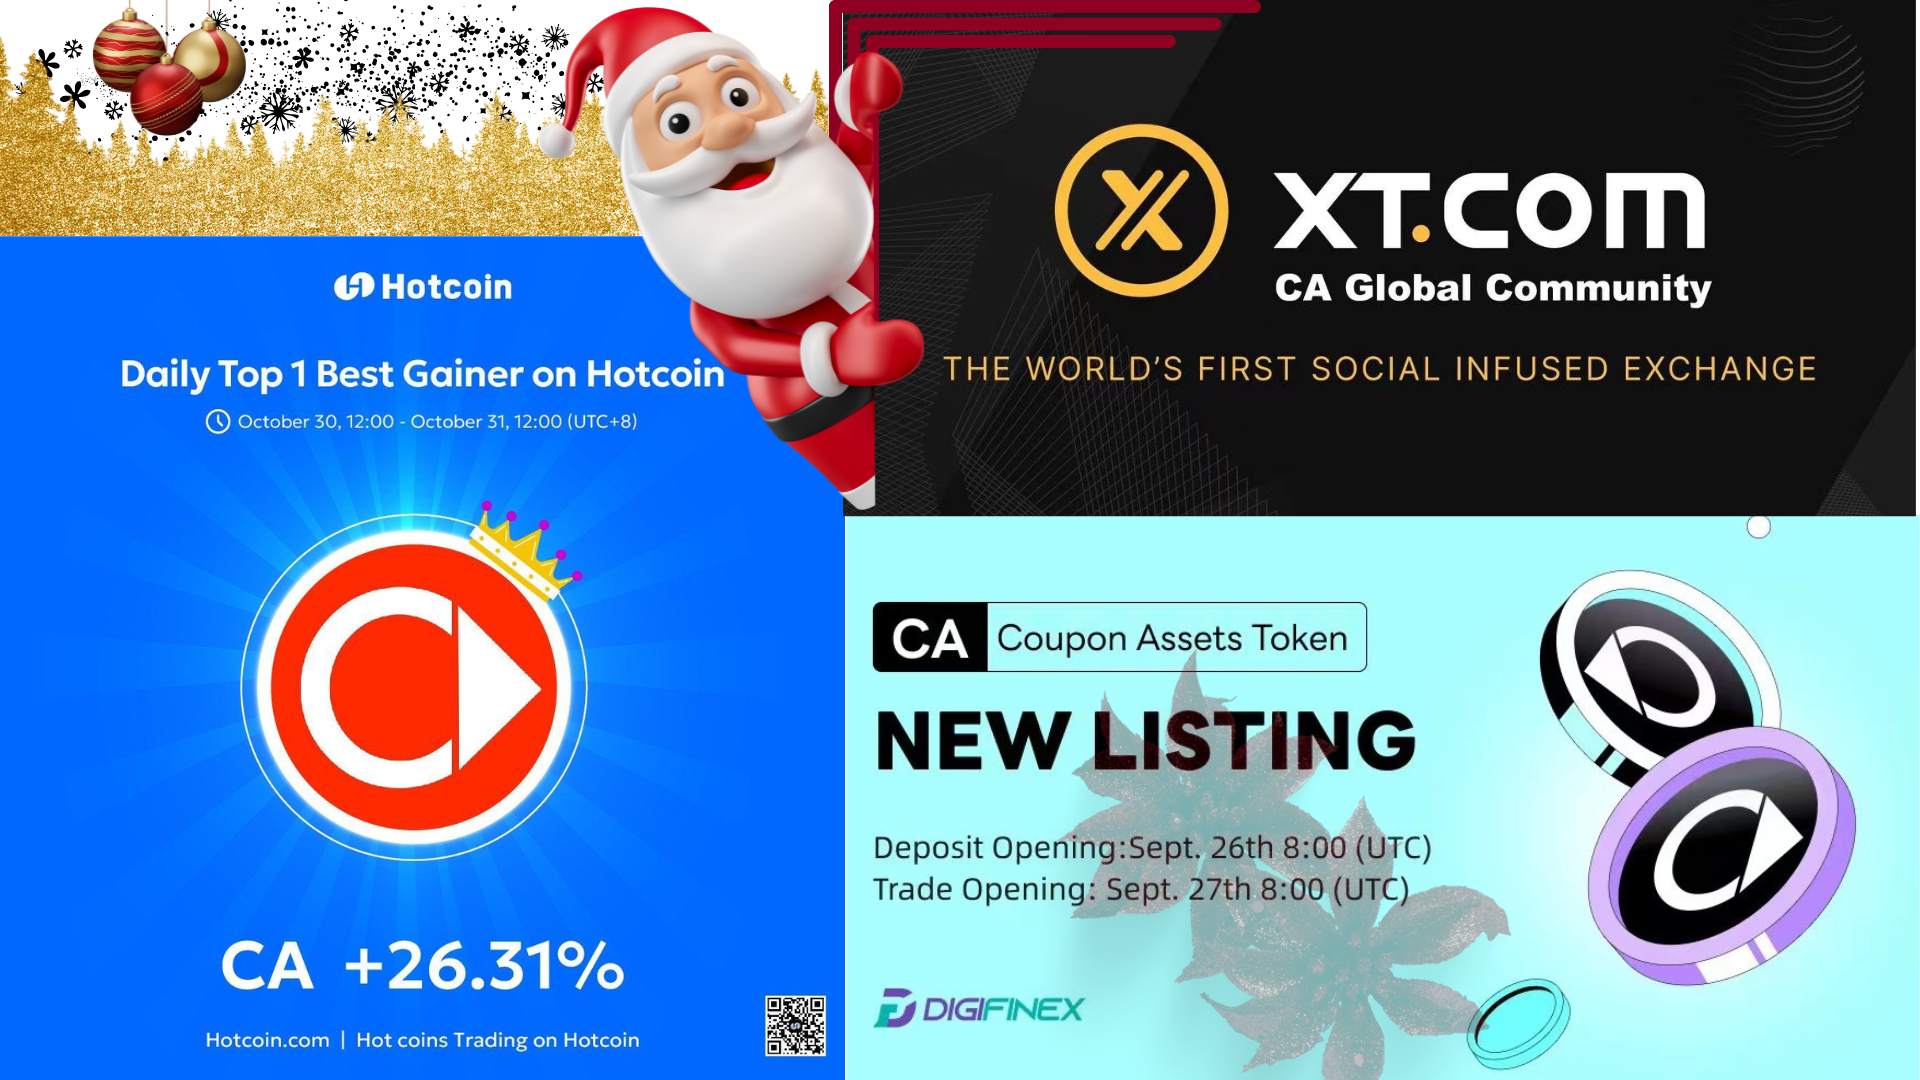 Hotcoin
Daily Top 1 Best Gainer on Hotcoin
October 30, 12:00 - October 31, 12:00 (UTC+8)
CA +26.31%
Hotcoin.com | Hot coins Trading on Hotcoin
XT.COM
CA Global Community
THE WORLD'S FIRST SOCIAL INFUSED EXCHANGE
CA Coupon Assets Token
NEW LISTING
Deposit Opening:Sept. 26th 8:00 (UTC)
Trade Opening: Sept. 27th 8:00 (UTC)
DIGIFINEX